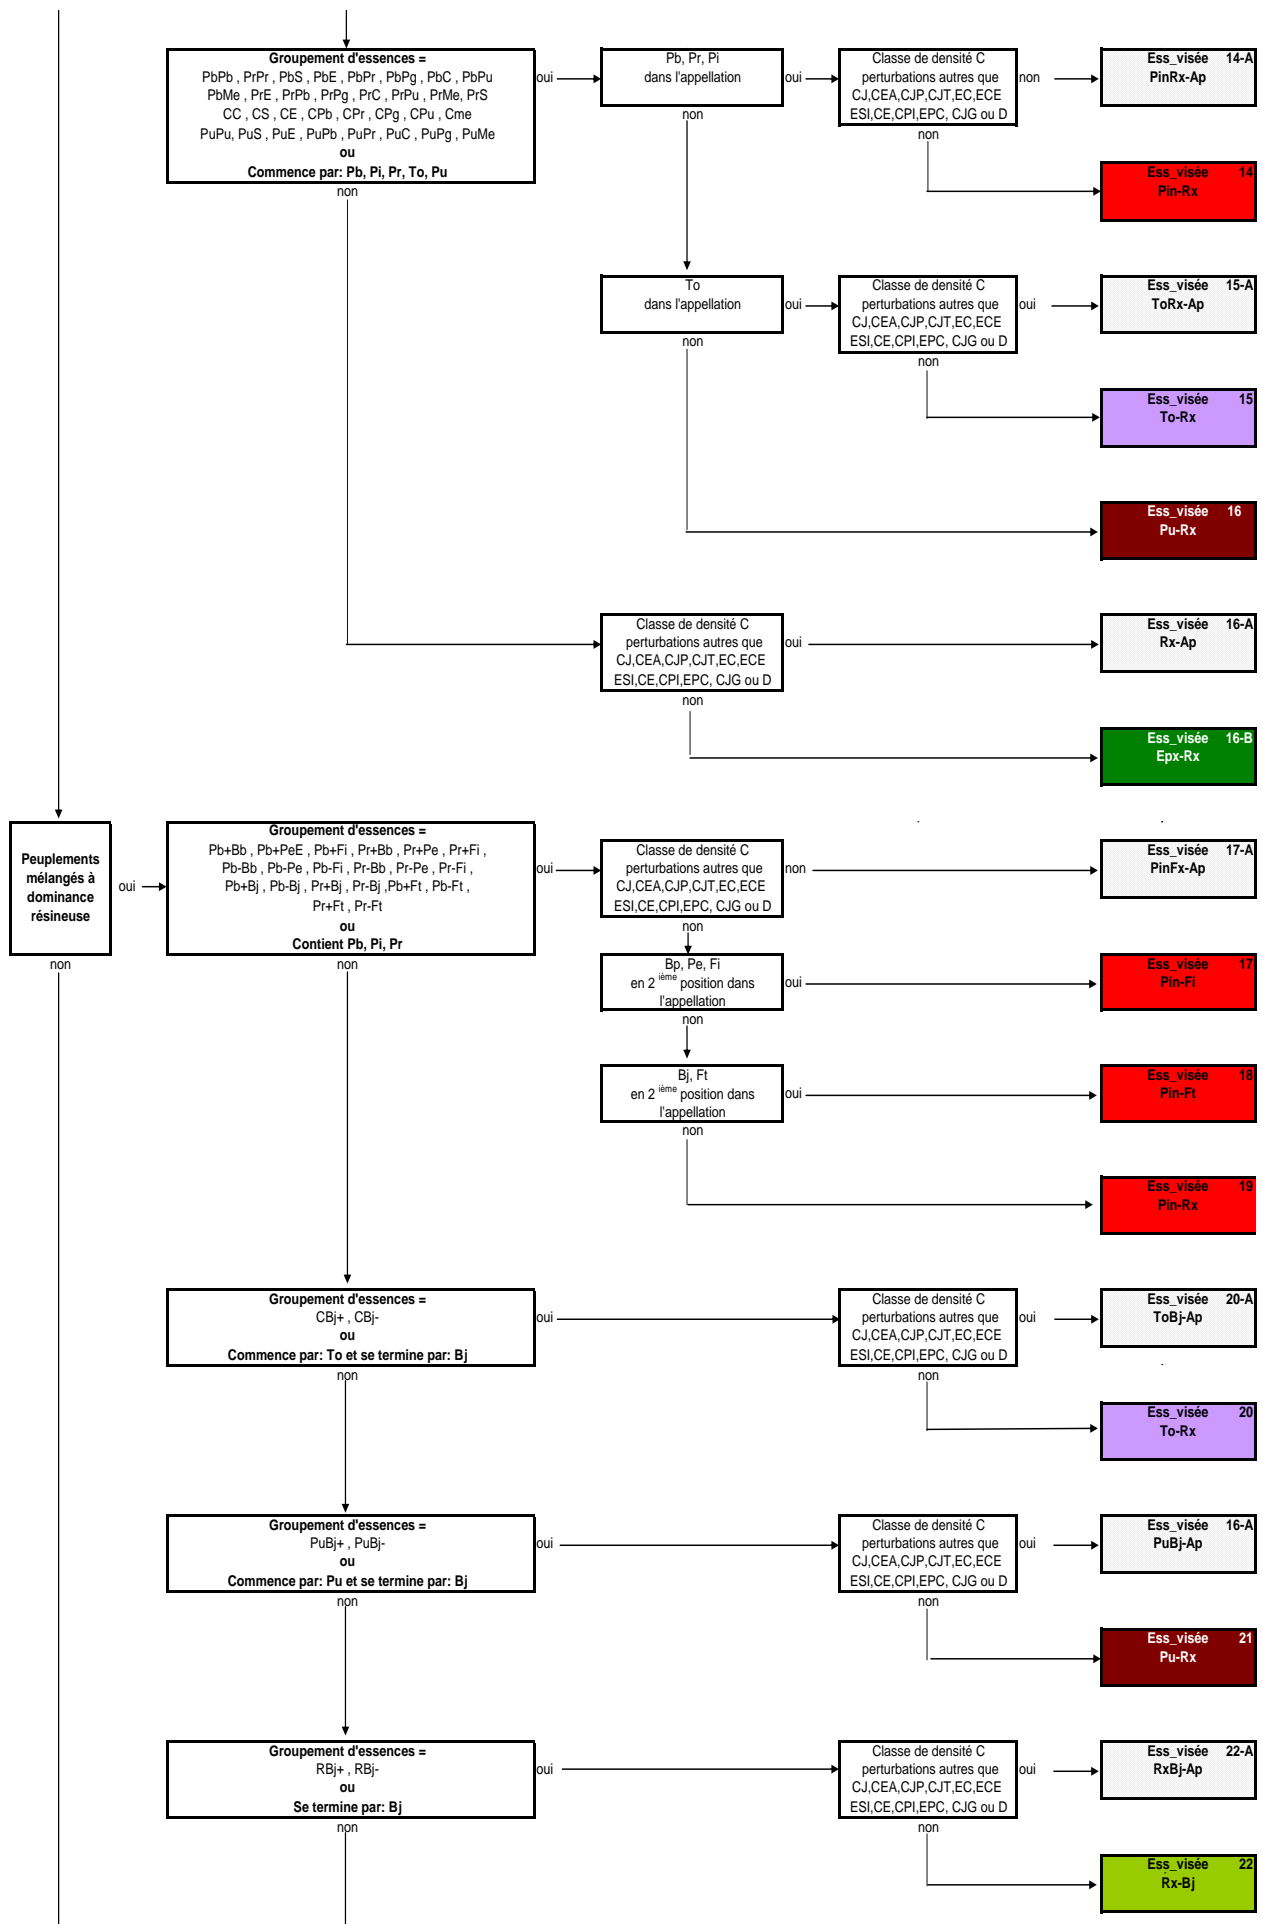 Groupement d'essences =
PbPb , PrPr , PbS , PbE , PbPr , PbPg , PbC , PbPu
PbMe , PrE , PrPb , PrPg , PrC , PrPu , PrMe, PrS
CC , CS , CE , CPb , CPr , CPg , CPu , Cme
PuPu, PuS , PuE , PuPb , PuPr , PuC , PuPg , PuMe
ou
Commence par: Pb, Pi, Pr, To, Pu
oui
non
Pb, Pr, Pi
dans l'appellation
oui
non
Classe de densité C
perturbations autres que
CJ,CEA,CJP,CJT,EC,ECE
ESI,CE,CPI,EPC, CJG ou D
non
non
Ess_visée 14-A
PinRx-Ap
Ess_visée 14
Pin-Rx
To
dans l'appellation
oui
non
Classe de densité C
perturbations autres que
CJ,CEA,CJP,CJT,EC,ECE
ESI,CE,CPI,EPC, CJG ou D
oui
non
Ess_visée 15-A
ToRx-Ap
Ess_visée 15
To-Rx
Ess_visée 16
Pu-Rx
Classe de densité C
perturbations autres que
CJ,CEA,CJP,CJT,EC,ECE
ESI,CE,CPI,EPC, CJG ou D
oui
non
Ess_visée 16-A
Rx-Ap
Ess_visée 16-B
Epx-Rx
Peuplements
mélangés à
dominance
résineuse
oui
non
Groupement d'essences =
Pb+Bb , Pb+PeE , Pb+Fi , Pr+Bb , Pr+Pe , Pr+Fi ,
Pb-Bb , Pb-Pe , Pb-Fi , Pr-Bb , Pr-Pe , Pr-Fi ,
Pb+Bj , Pb-Bj , Pr+Bj , Pr-Bj ,Pb+Ft , Pb-Ft ,
Pr+Ft , Pr-Ft
ou
Contient Pb, Pi, Pr
oui
non
Classe de densité C
perturbations autres que
CJ,CEA,CJP,CJT,EC,ECE
ESI,CE,CPI,EPC, CJG ou D
non
non
Ess_visée 17-A
PinFx-Ap
Bp, Pe, Fi
en 2 ième position dans
l'appellation
oui
non
Ess_visée 17
Pin-Fi
Bj, Ft
en 2 ième position dans
l'appellation
oui
non
Ess_visée 18
Pin-Ft
Ess_visée 19
Pin-Rx
Groupement d'essences =
CBj+ , CBj-
ou
Commence par: To et se termine par: Bj
oui
non
Classe de densité C
perturbations autres que
CJ,CEA,CJP,CJT,EC,ECE
ESI,CE,CPI,EPC, CJG ou D
oui
non
Ess_visée 20-A
ToBj-Ap
Ess_visée 20
To-Rx
Groupement d'essences =
PuBj+ , PuBj-
ou
Commence par: Pu et se termine par: Bj
oui
non
Classe de densité C
perturbations autres que
CJ,CEA,CJP,CJT,EC,ECE
ESI,CE,CPI,EPC, CJG ou D
oui
non
Ess_visée 16-A
PuBj-Ap
Ess_visée 21
Pu-Rx
Groupement d'essences =
RBj+ , RBj-
ou
Se termine par: Bj
oui
non
Classe de densité C
perturbations autres que
CJ,CEA,CJP,CJT,EC,ECE
ESI,CE,CPI,EPC, CJG ou D
oui
non
Ess_visée 22-A
RxBj-Ap
Ess_visée 22
Rx-Bj